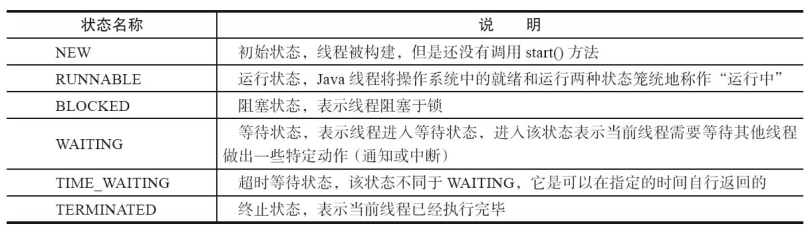 状态名称 说 明
NEW 初始状态，线程被构建，但是还没有调用 start() 方法
RUNNABLE 运行状态，Java 线程将操作系统中的就绪和运行两种状态笼统地称作“运行中”
BLOCKED 阻塞状态，表示线程阻塞于锁
WAITING 等待状态，表示线程进入等待状态，进入该状态表示当前线程需要等待其他线程
做出一些特定动作（通知或中断）
TIME_WAITING 超时等待状态，该状态不同于 WAITING，它是可以在指定的时间自行返回的
TERMINATED 终止状态，表示当前线程已经执行完毕